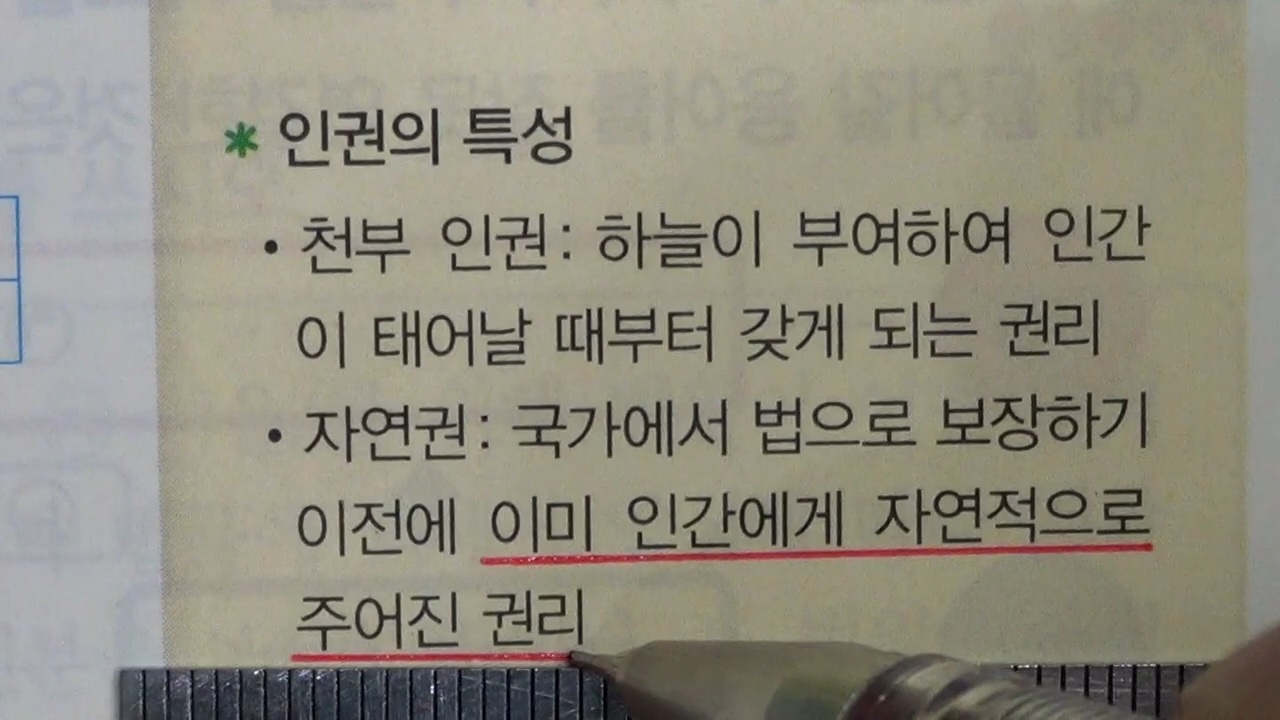 * 인권의 특성
• 천부 인권: 하늘이 부여하여 인간
이 태어날 때부터 갖게 되는 권리
• 자연권: 국가에서 법으로 보장하기
이전에 이미 인간에게 자연적으로
주어진 권리